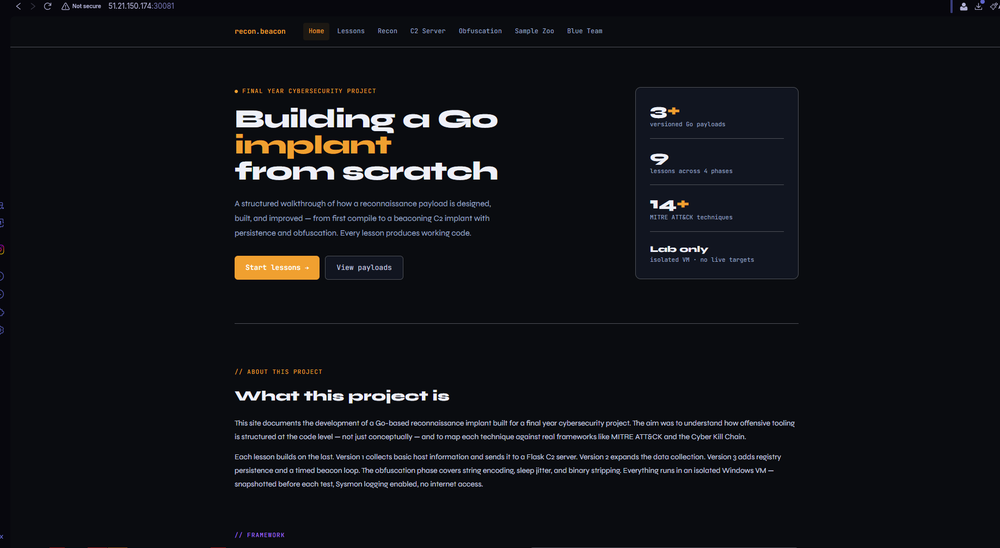 Not secure 51.21.150.174:30081
recon.beacon Home Lessons Recon C2 Server Obfuscation Sample Zoo Blue Team
FINAL YEAR CYBERSECURITY PROJECT
Building a Go
implant
from scratch
A structured walkthrough of how a reconnaissance payload is designed,
built, and improved — from first compile to a beaconing C2 implant with
persistence and obfuscation. Every lesson produces working code.
Start lessons →
View payloads
3+
versioned Go payloads
9
lessons across 4 phases
14+
MITRE ATT&CK techniques
Lab only
isolated VM · no live targets
// ABOUT THIS PROJECT
What this project is
This site documents the development of a Go-based reconnaissance implant built for a final year cybersecurity project. The aim was to understand how offensive tooling
is structured at the code level — not just conceptually — and to map each technique against real frameworks like MITRE ATT&CK and the Cyber Kill Chain.
Each lesson builds on the last. Version 1 collects basic host information and sends it to a Flask C2 server. Version 2 expands the data collection. Version 3 adds registry
persistence and a timed beacon loop. The obfuscation phase covers string encoding, sleep jitter, and binary stripping. Everything runs in an isolated Windows VM —
snapshotted before each test, Sysmon logging enabled, no internet access.
// FRAMEWORK